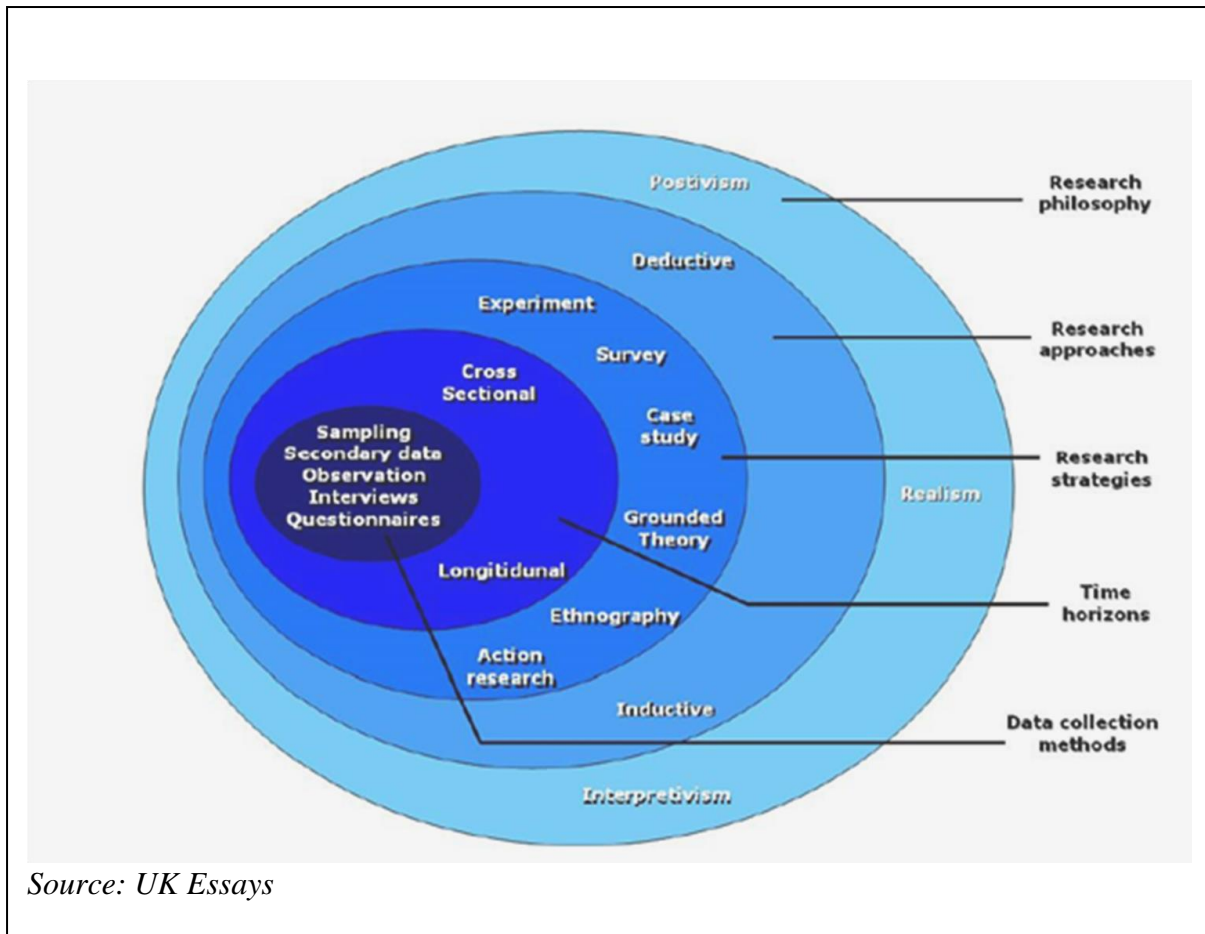 Postivism
Research
philosophy
Deductive
Experiment
Research
approaches
Survey
Cross
Sectional
Case
study
Sampling
Secondary data
Observation
Interviews
Questionnaires
Research
strategies
Realism
Grounded
Theory
Longitidunal
Time
horizons
Ethnography
Action
research
Inductive
Data collection
methods
Interpretivism
Source: UK Essays